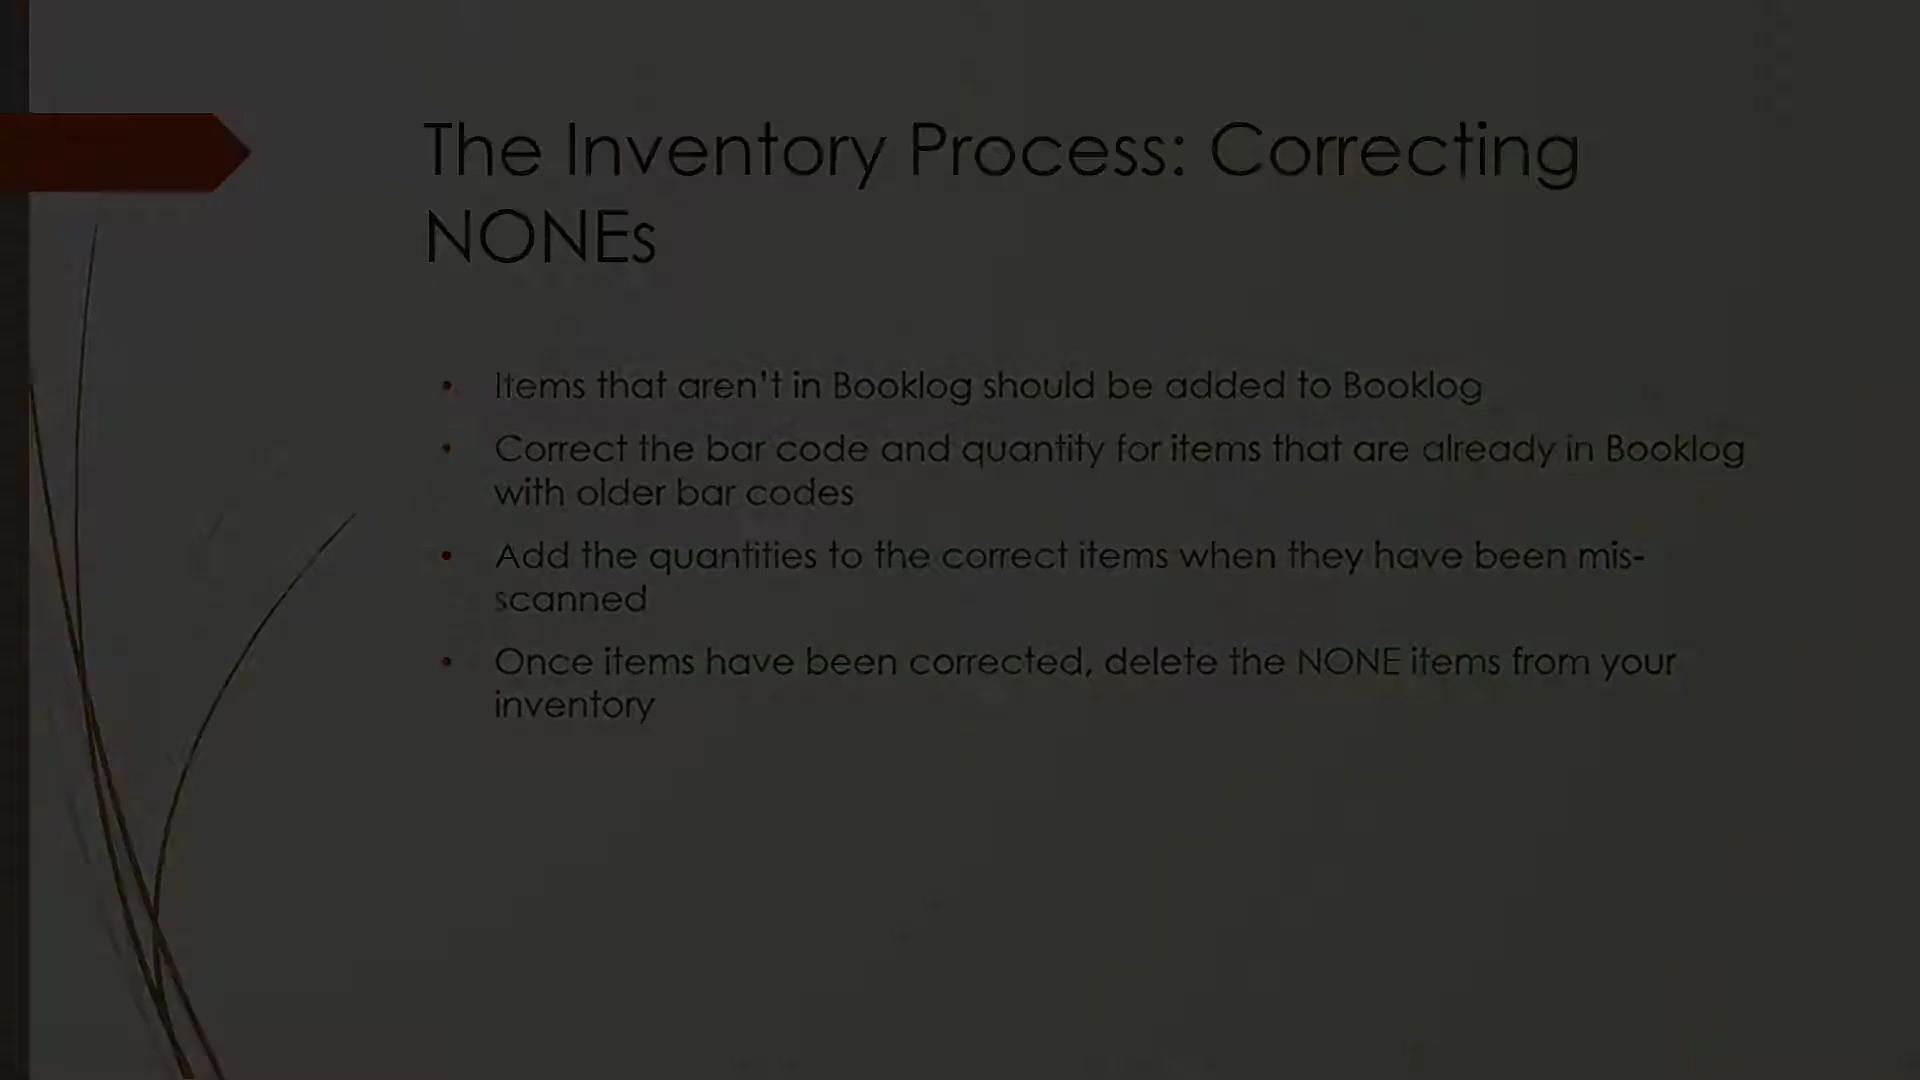 The Inventory Process: Correcting
NONEs
• Items that aren't in Booklog should be added to Booklog
• Correct the bar code and quantity for items that are already in Booklog
with older bar codes
• Add the quantities to the correct items when they have been mis-
scanned
• Once items have been corrected, delete the NONE items from your
inventory